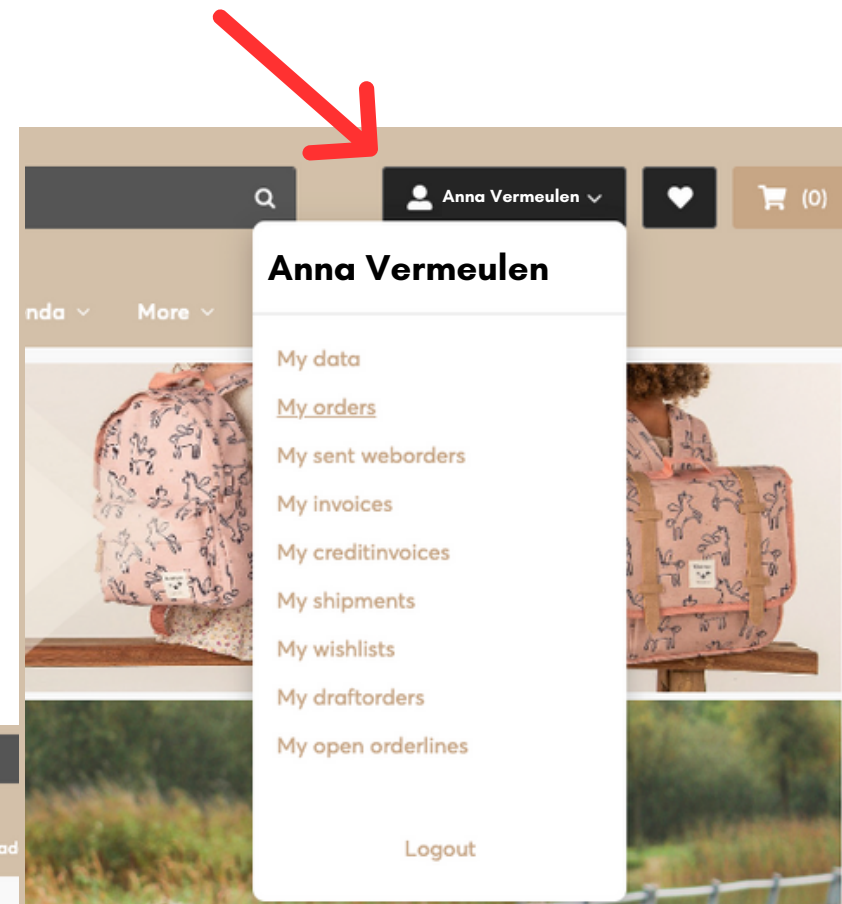 Anna Vermeulen
(0)
Anna Vermeulen
nda
More
My data
My orders
My sent weborders
My invoices
My creditinvoices
My shipments
My wishlists
My draftorders
My open orderlines
ad
Logout